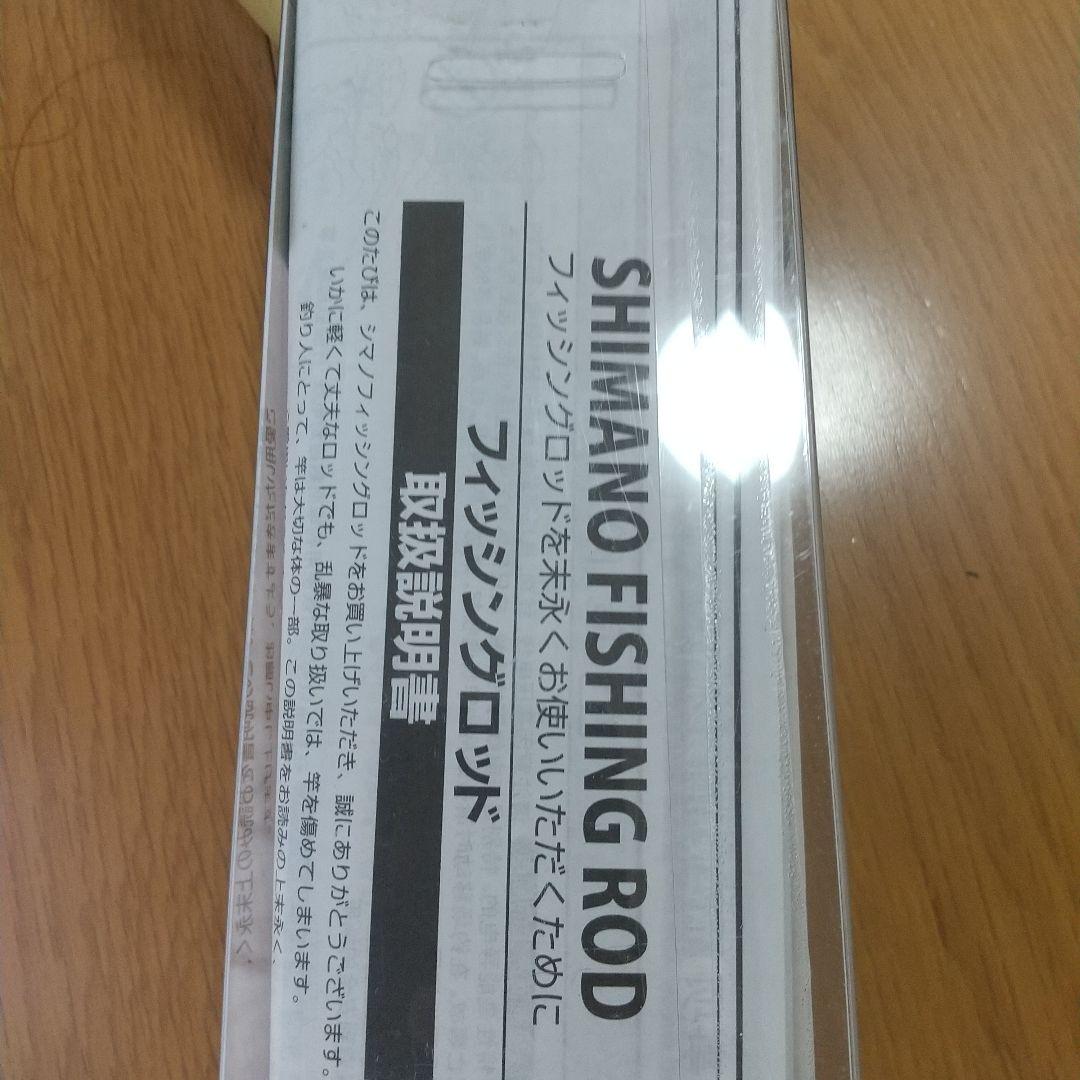 SHIMANO FISHING ROD
フィッシングロッドを末永くお使いいただくために
フィッシングロッド
取扱説明書
このたびは、シマノフィッシングロッドをお買い上げいただき、誠にありがとうございます。
いかに軽くて丈夫なロッドでも、乱暴な取り扱いでは、竿を傷めてしまいます。
釣り人にとって、竿は大切な体の一部。この説明書をお読みの上末永く、